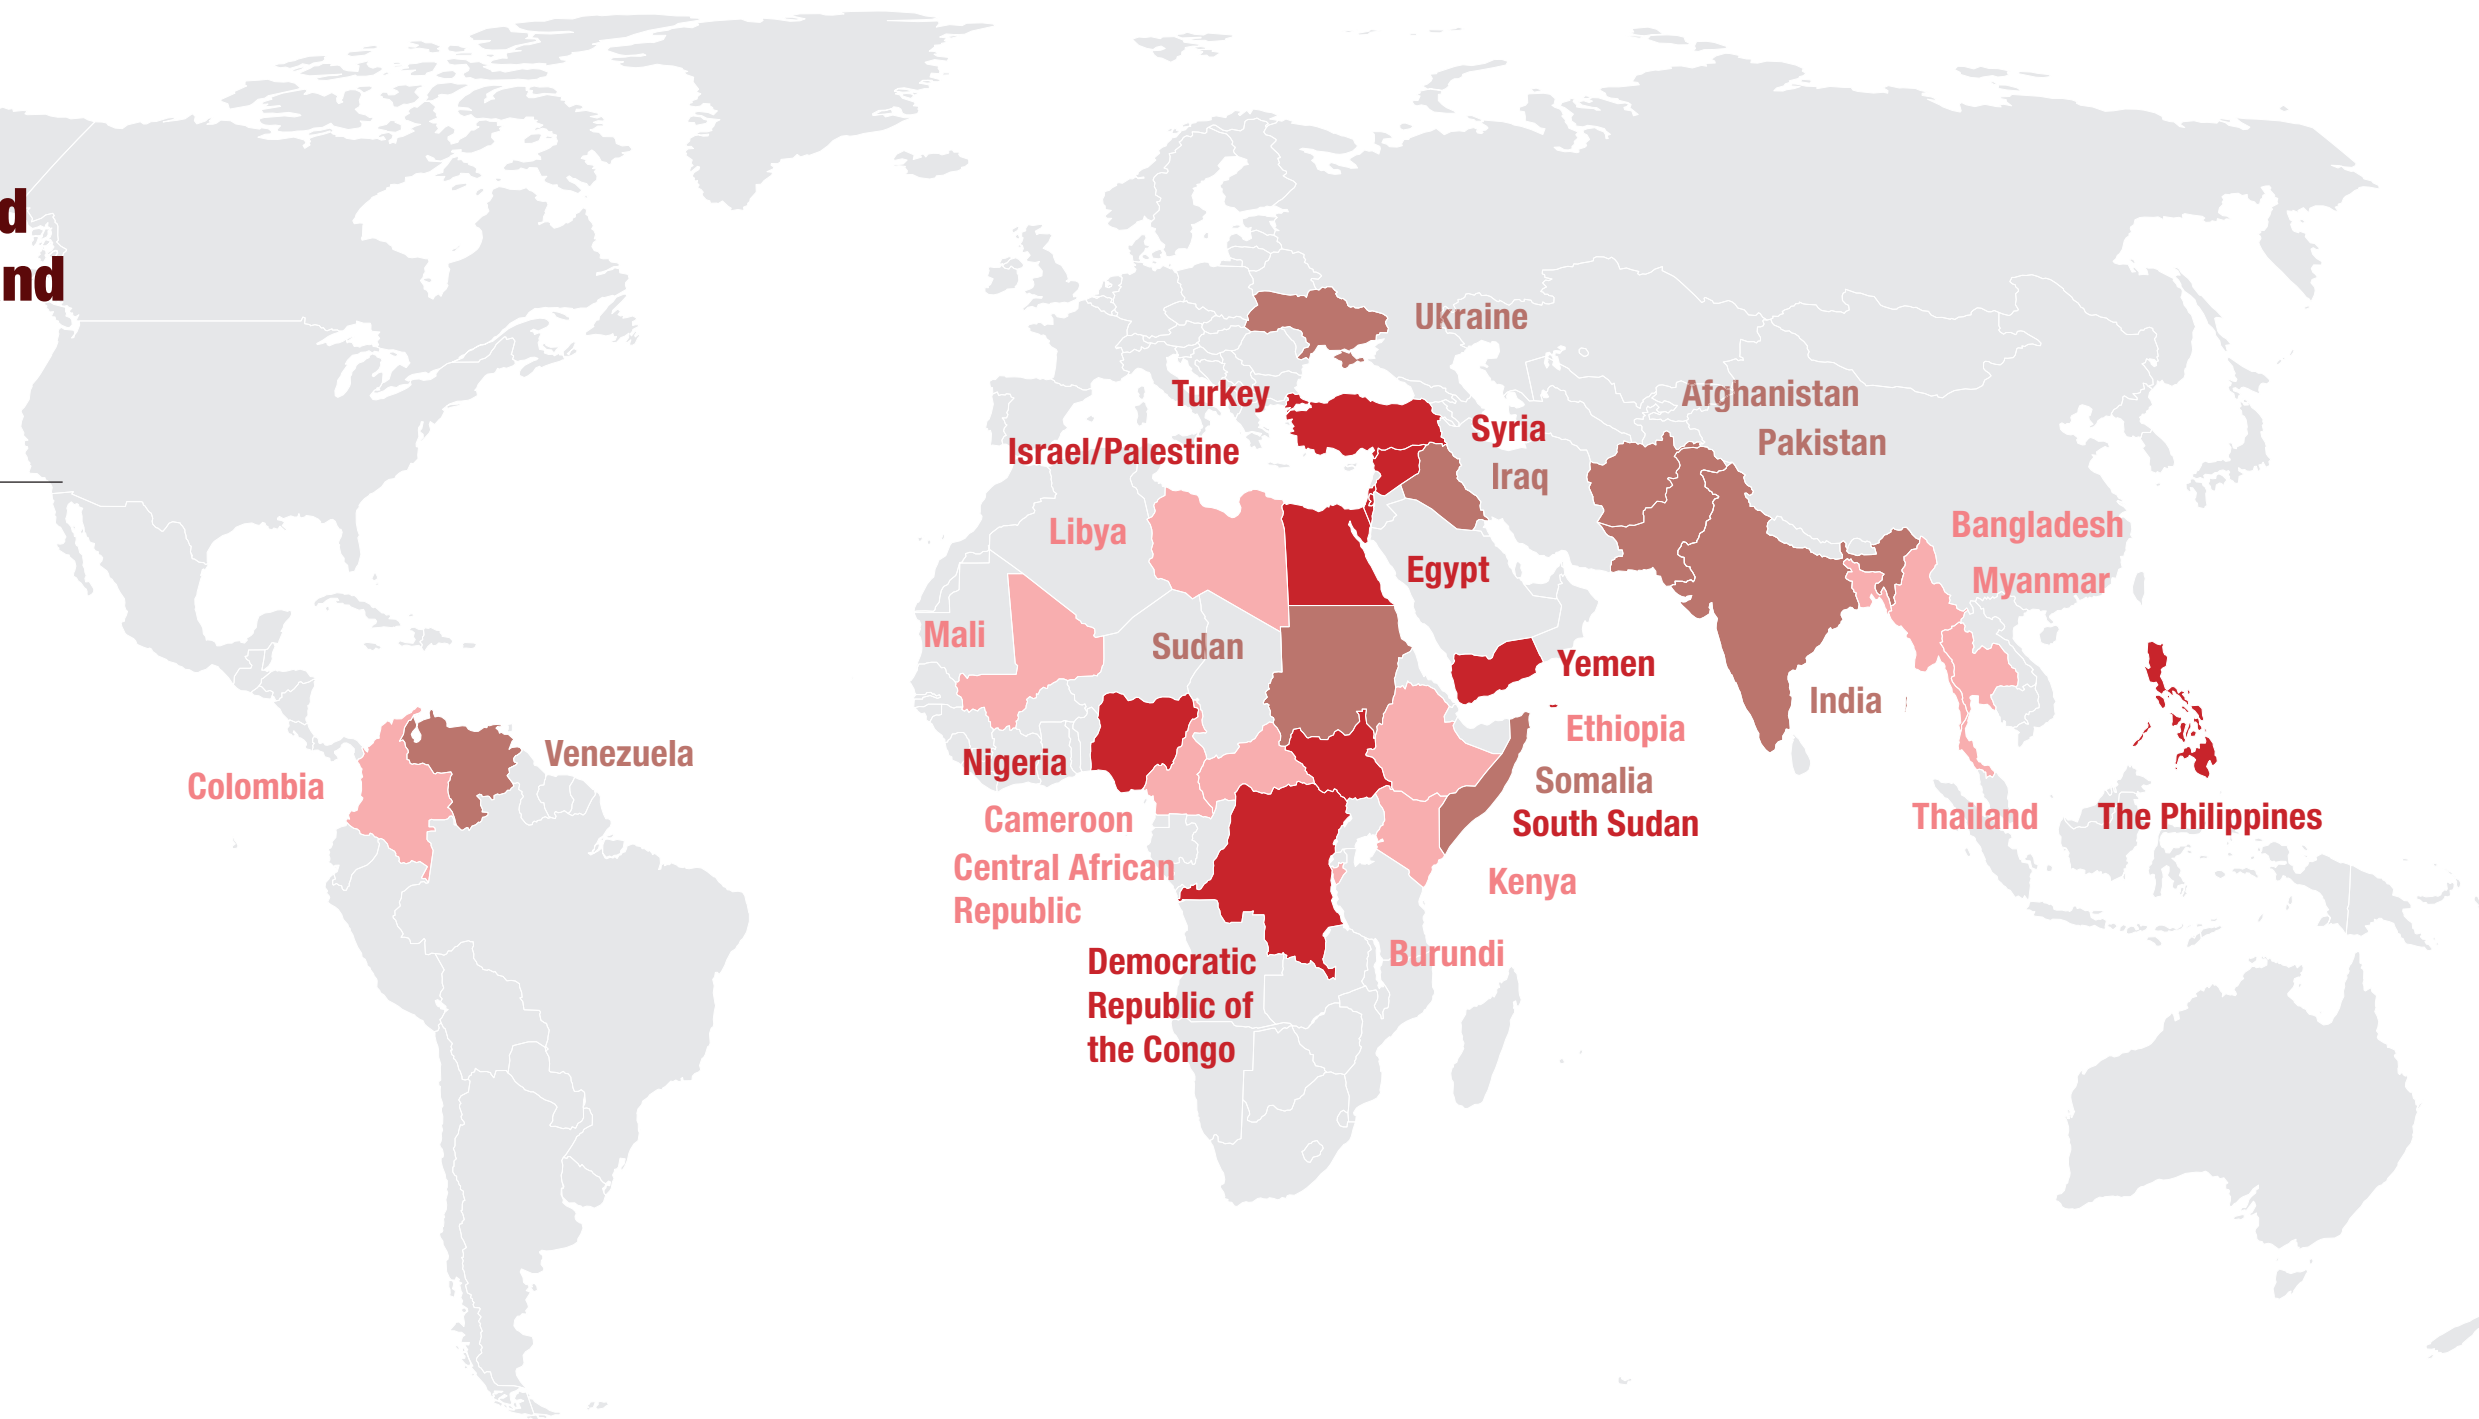 d
nd
Ukraine
Turkey
Afghanistan
Syria
Pakistan
Israel/Palestine
Iraq
Libya
Bangladesh
Egypt
Myanmar
Mali
Sudan
Yemen
India
Ethiopia
Venezuela
Nigeria
Colombia
Somalia
Cameroon
South Sudan
Thailand
The Philippines
Central African
Republic
Kenya
Burundi
Democratic
Republic of
the Congo